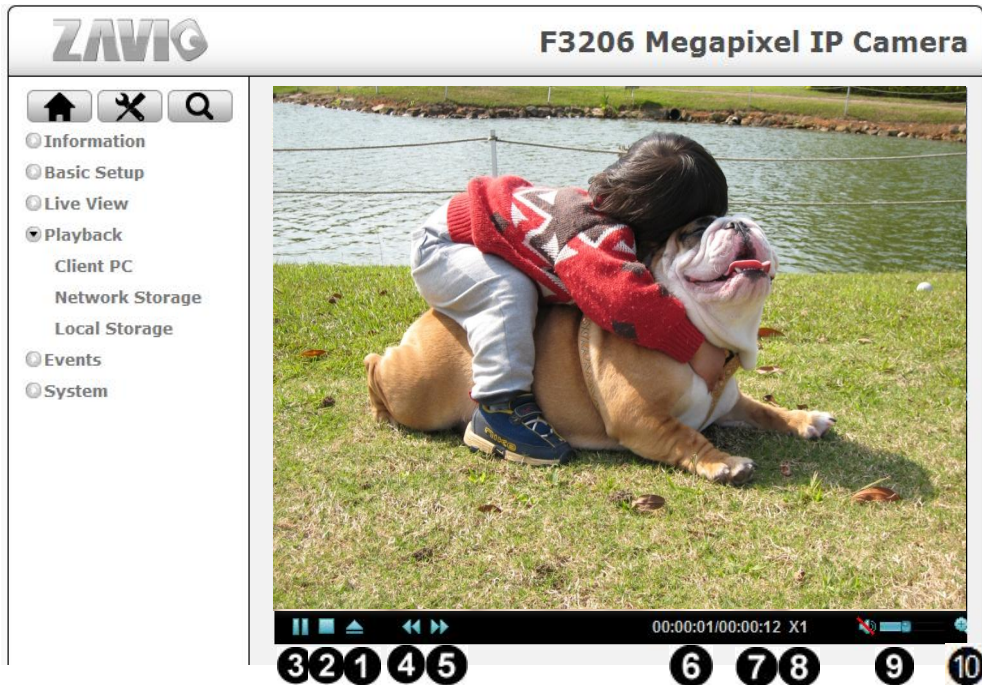 ZAVIO
F3206 Megapixel IP Camera
Information
Basic Setup
Live View
Playback
Client PC
Network Storage
Local Storage
Events
System
00:00:01/00:00:12 X1
3 2 1 4 5 6 7 8 9 10